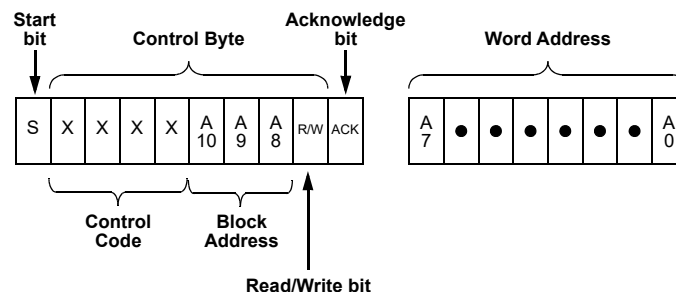 Start
bit
Control Byte
Acknowledge
bit
Word Address
S X X X X A
10 A
9 A
8 R/W ACK
A
7 ● ● ● ● ● ● A
0
Control
Code
Block
Address
Read/Write bit